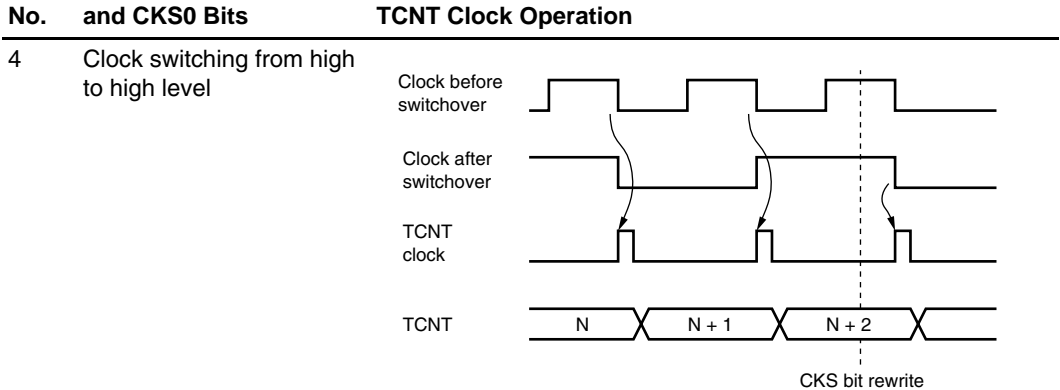 No. and CKS0 Bits TCNT Clock Operation
4 Clock switching from high
to high level
Clock before
switchover
Clock after
switchover
TCNT
clock
TCNT N N + 1 N + 2
CKS bit rewrite